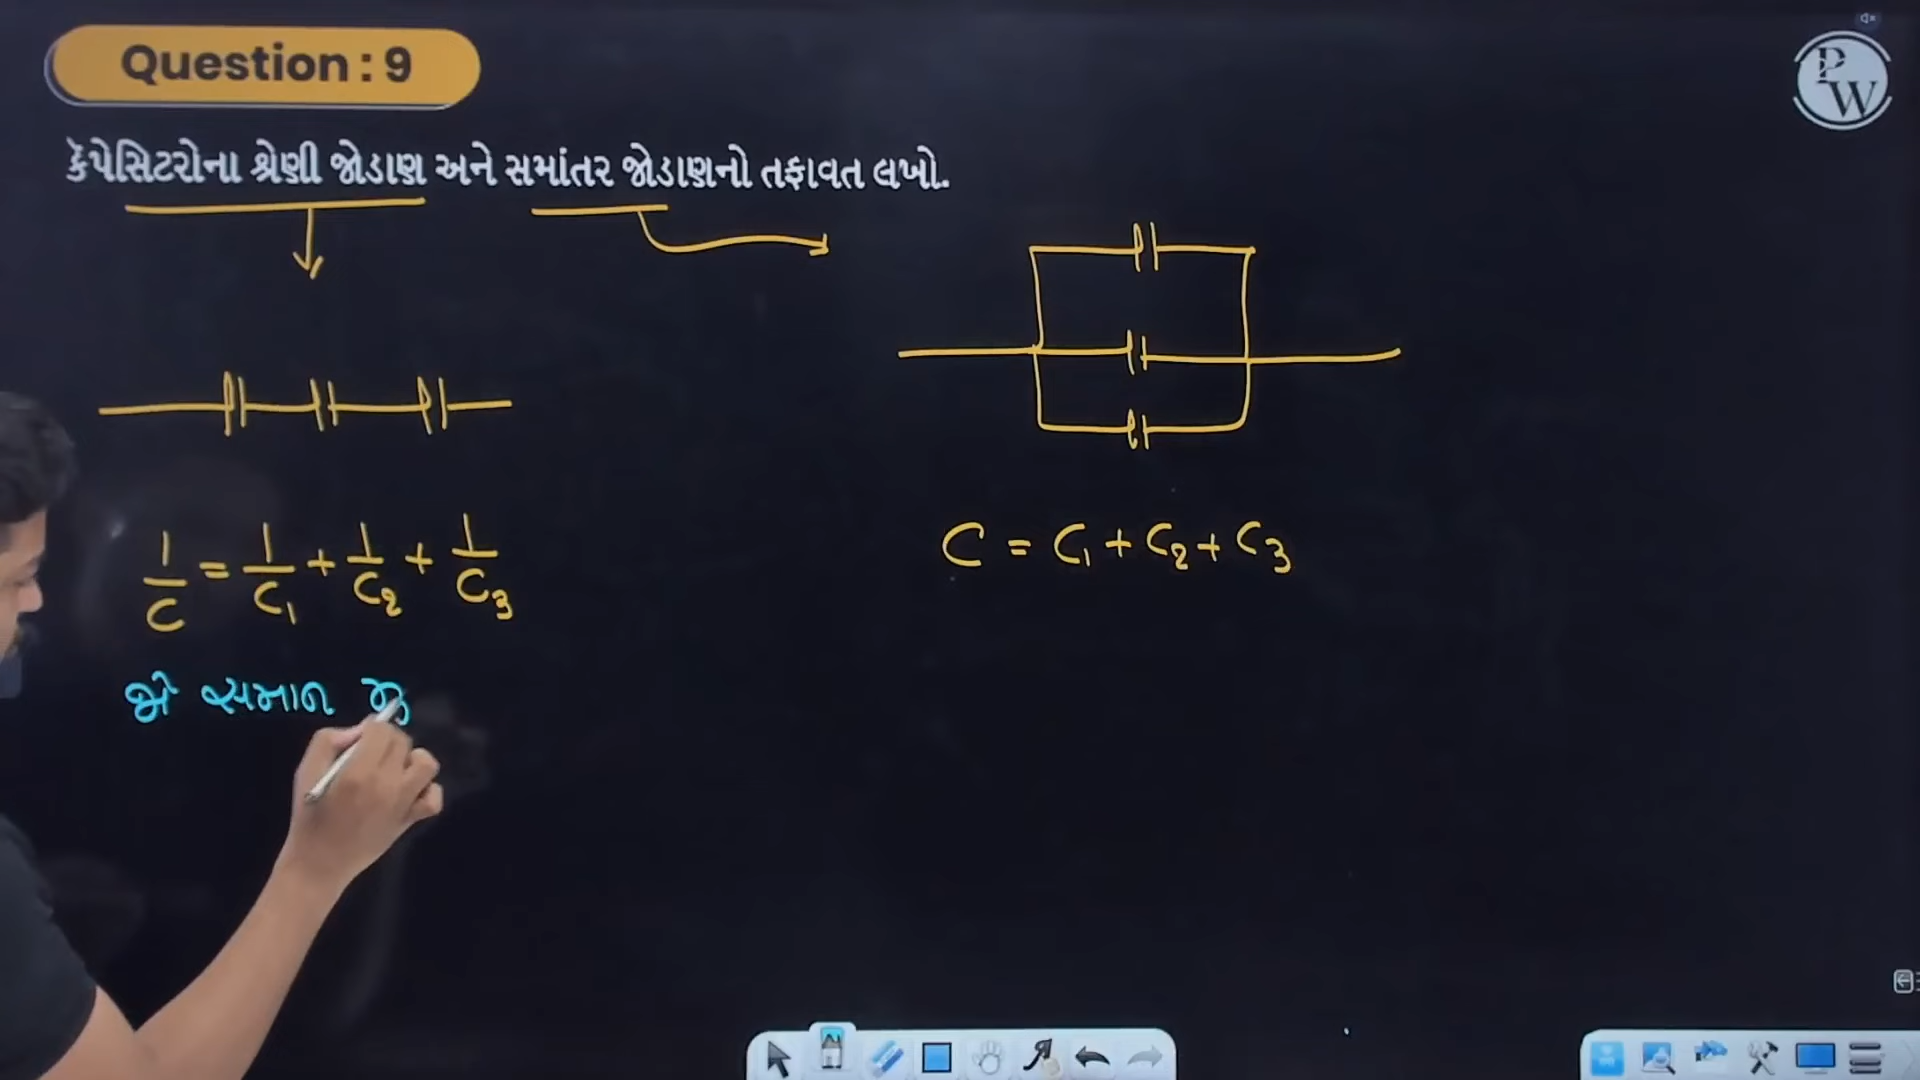 Question : 9
PW
કૅપેસિટરોના શ્રેણી જોડાણ અને સમાંતર જોડાણનો તફાવત લખો.
1/C = 1/C₁ + 1/C₂ + 1/C₃
C = C₁ + C₂ + C₃
જો સમાન